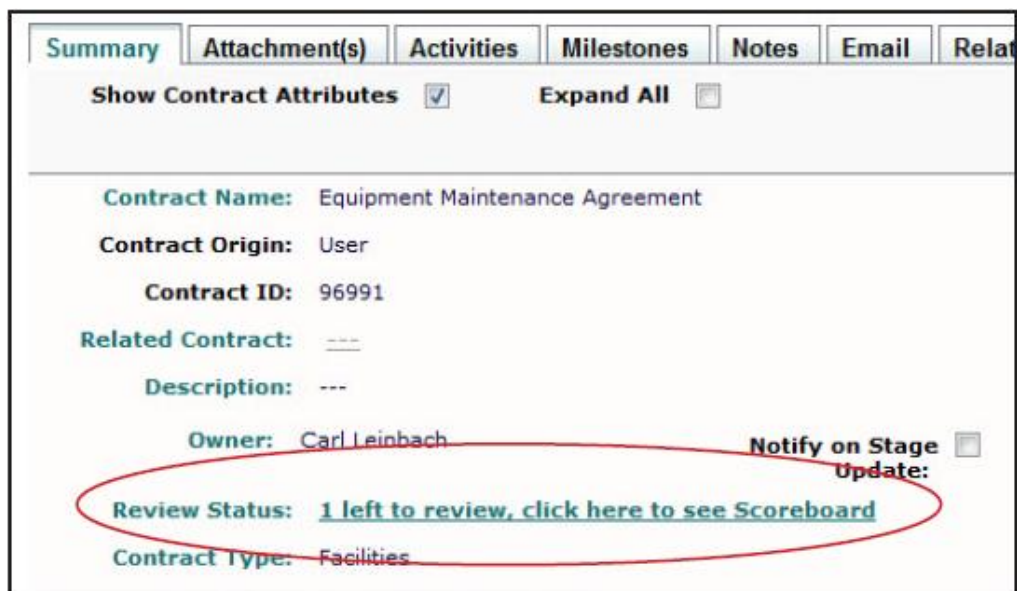 Summary Attachment(s) Activities Milestones Notes Email Relat
Show Contract Attributes Expand All
Contract Name: Equipment Maintenance Agreement
Contract Origin: User
Contract ID: 96991
Related Contract: ---
Description: ---
Owner: Carl Leinbach Notify on Stage
Update:
Review Status: 1 left to review, click here to see Scoreboard
Contract Type: Facilities